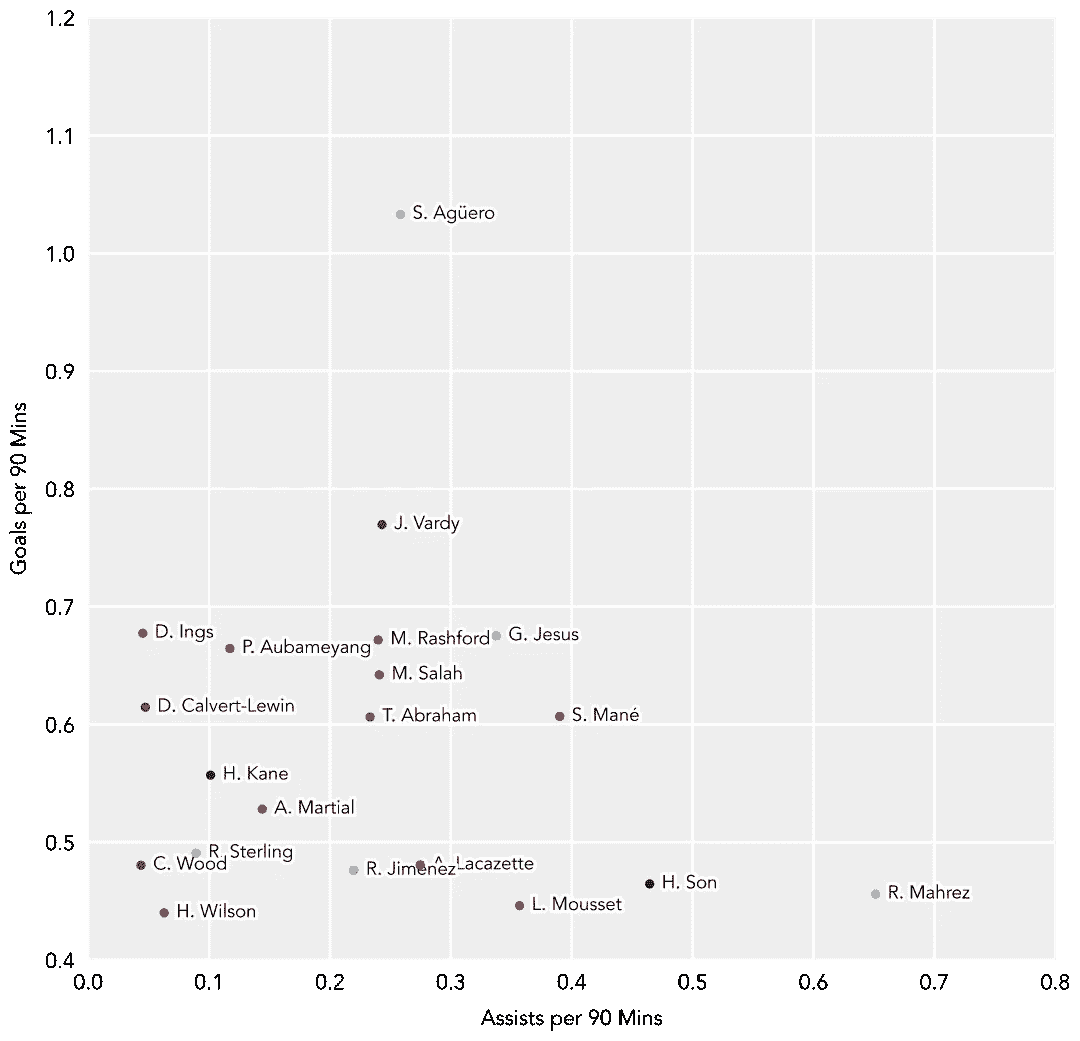 1.2
1.1
S. Agüero
1.0
0.9
Goals per 90 Mins
0.8
J. Vardy
0.7
D. Ings
M. Rashford
G. Jesus
P. Aubameyang
M. Salah
D. Calvert-Lewin
T. Abraham
S. Mané
0.6
H. Kane
A. Martial
0.5
R. Sterling
C. Wood
R. Jiménez
A. Lacazette
H. Son
R. Mahrez
L. Mousset
H. Wilson
0.4
0.0 0.1 0.2 0.3 0.4 0.5 0.6 0.7 0.8
Assists per 90 Mins